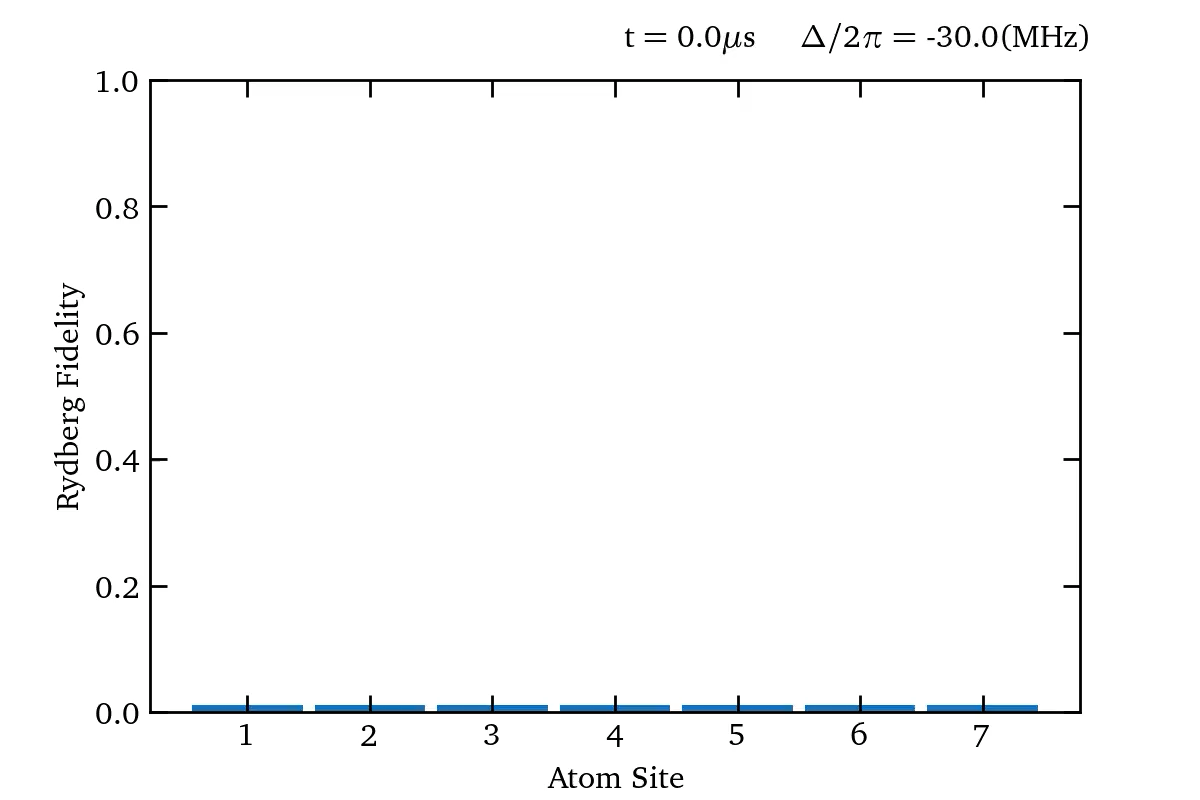 t = 0.0μs Δ/2π = -30.0(MHz)
1.0
0.8
0.6
0.4
0.2
0.0
Rydberg Fidelity
1 2 3 4 5 6 7
Atom Site